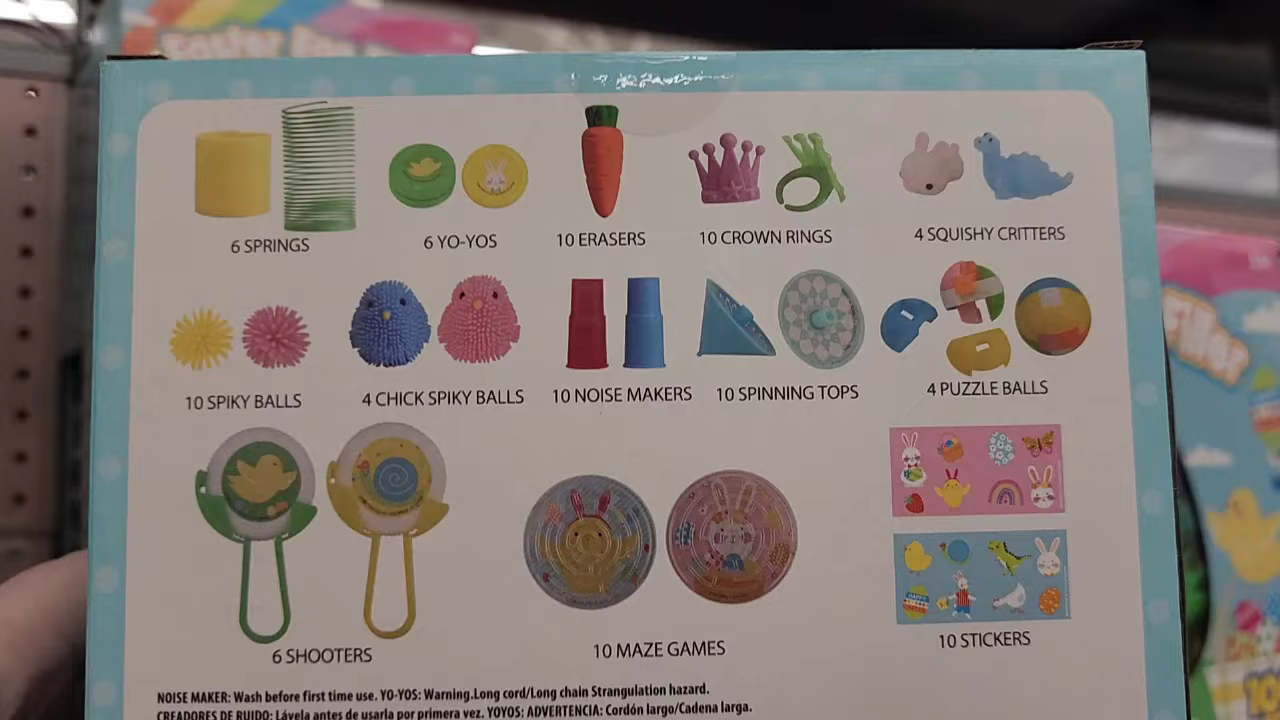 Easter Egg
6 SPRINGS
6 YO-YOS
10 ERASERS
10 CROWN RINGS
4 SQUISHY CRITTERS
10 SPIKY BALLS
4 CHICK SPIKY BALLS
10 NOISE MAKERS
10 SPINNING TOPS
4 PUZZLE BALLS
6 SHOOTERS
10 MAZE GAMES
10 STICKERS
NOISE MAKER: Wash before first time use. YO-YOS: Warning.Long cord/Long chain Strangulation hazard.
CREADORES DE RUIDO: Lávela antes de usarla por primera vez. YOYOS: ADVERTENCIA: Cordón largo/Cadena larga.